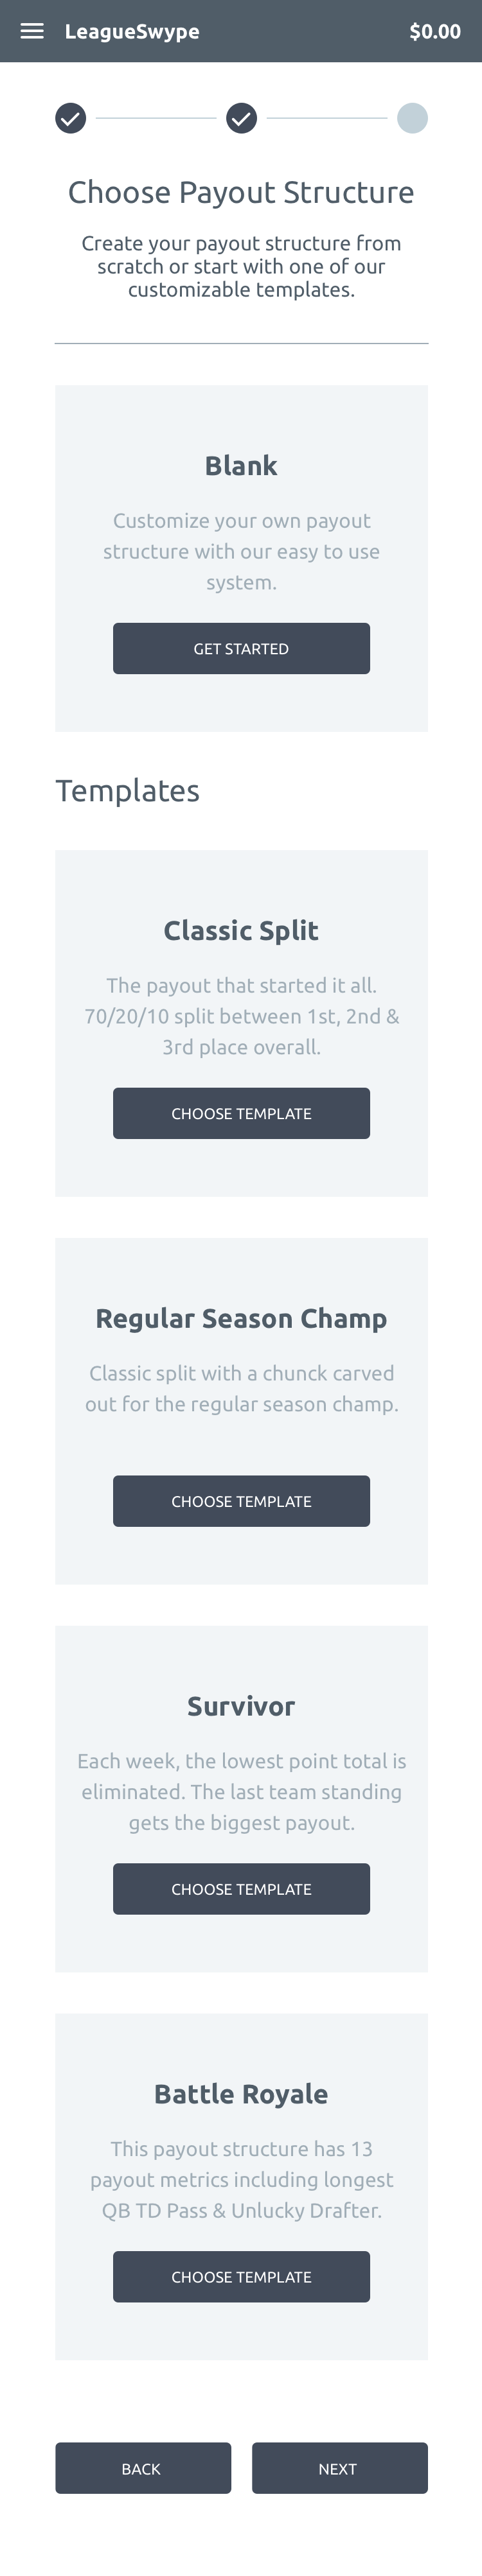 LeagueSwype $0.00
Choose Payout Structure
Create your payout structure from
scratch or start with one of our
customizable templates.
Blank
Customize your own payout
structure with our easy to use
system.
GET STARTED
Templates
Classic Split
The payout that started it all.
70/20/10 split between 1st, 2nd &
3rd place overall.
CHOOSE TEMPLATE
Regular Season Champ
Classic split with a chunck carved
out for the regular season champ.
CHOOSE TEMPLATE
Survivor
Each week, the lowest point total is
eliminated. The last team standing
gets the biggest payout.
CHOOSE TEMPLATE
Battle Royale
This payout structure has 13
payout metrics including longest
QB TD Pass & Unlucky Drafter.
CHOOSE TEMPLATE
BACK NEXT